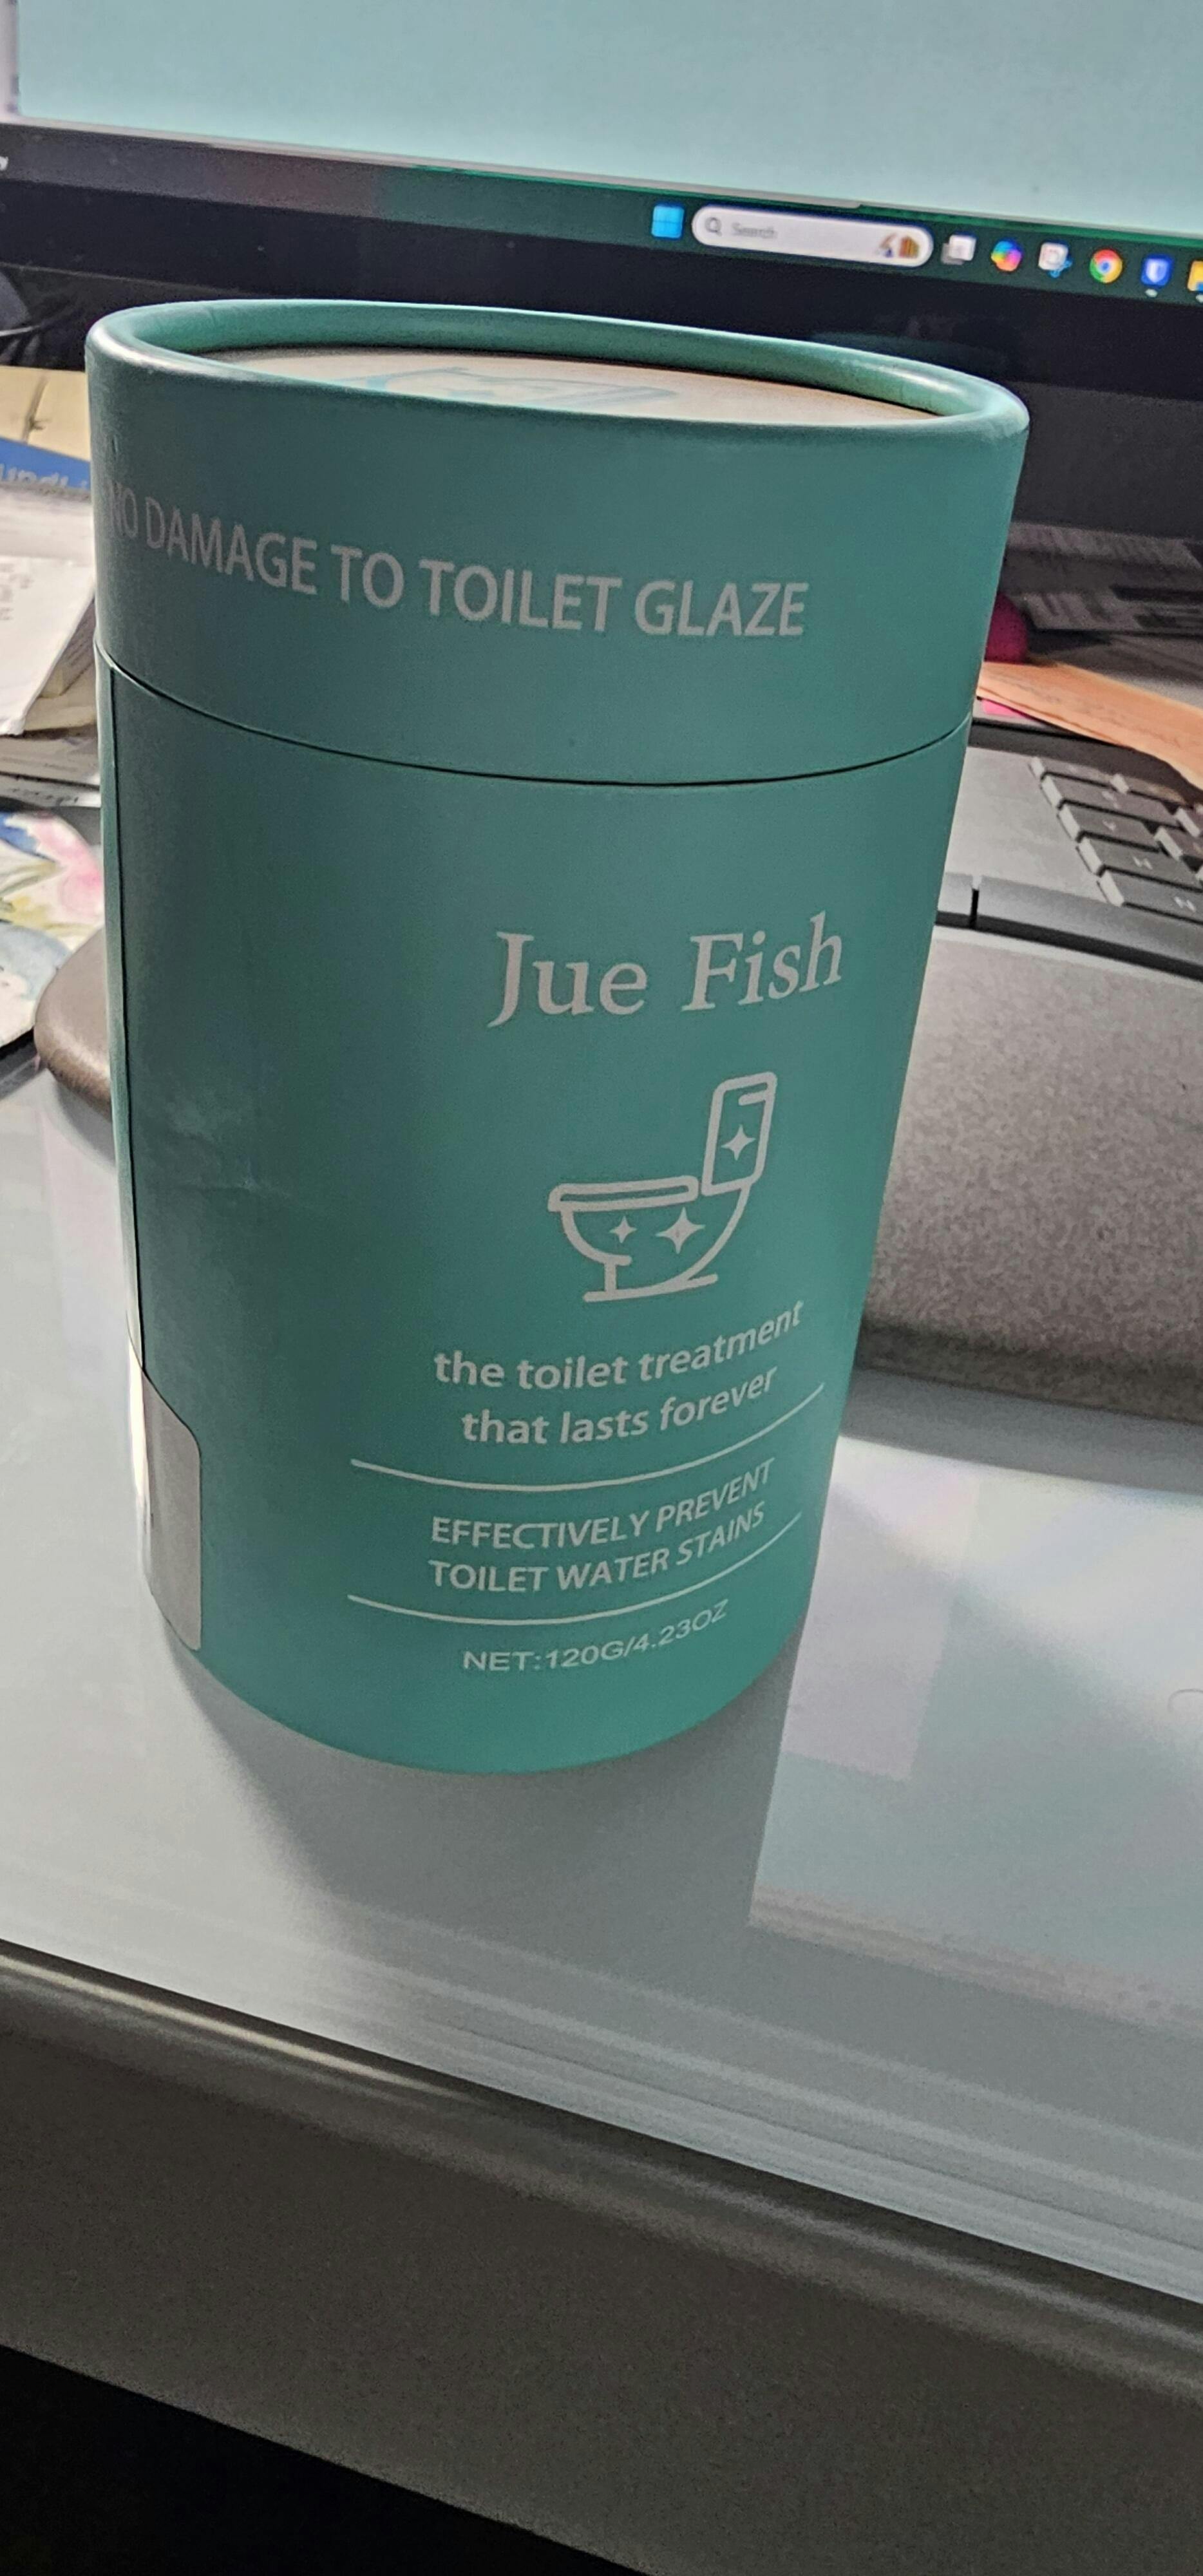 Search
NO DAMAGE TO TOILET GLAZE
Jue Fish
the toilet treatment
that lasts forever
EFFECTIVELY PREVENT
TOILET WATER STAINS
NET:120G/4.23OZ